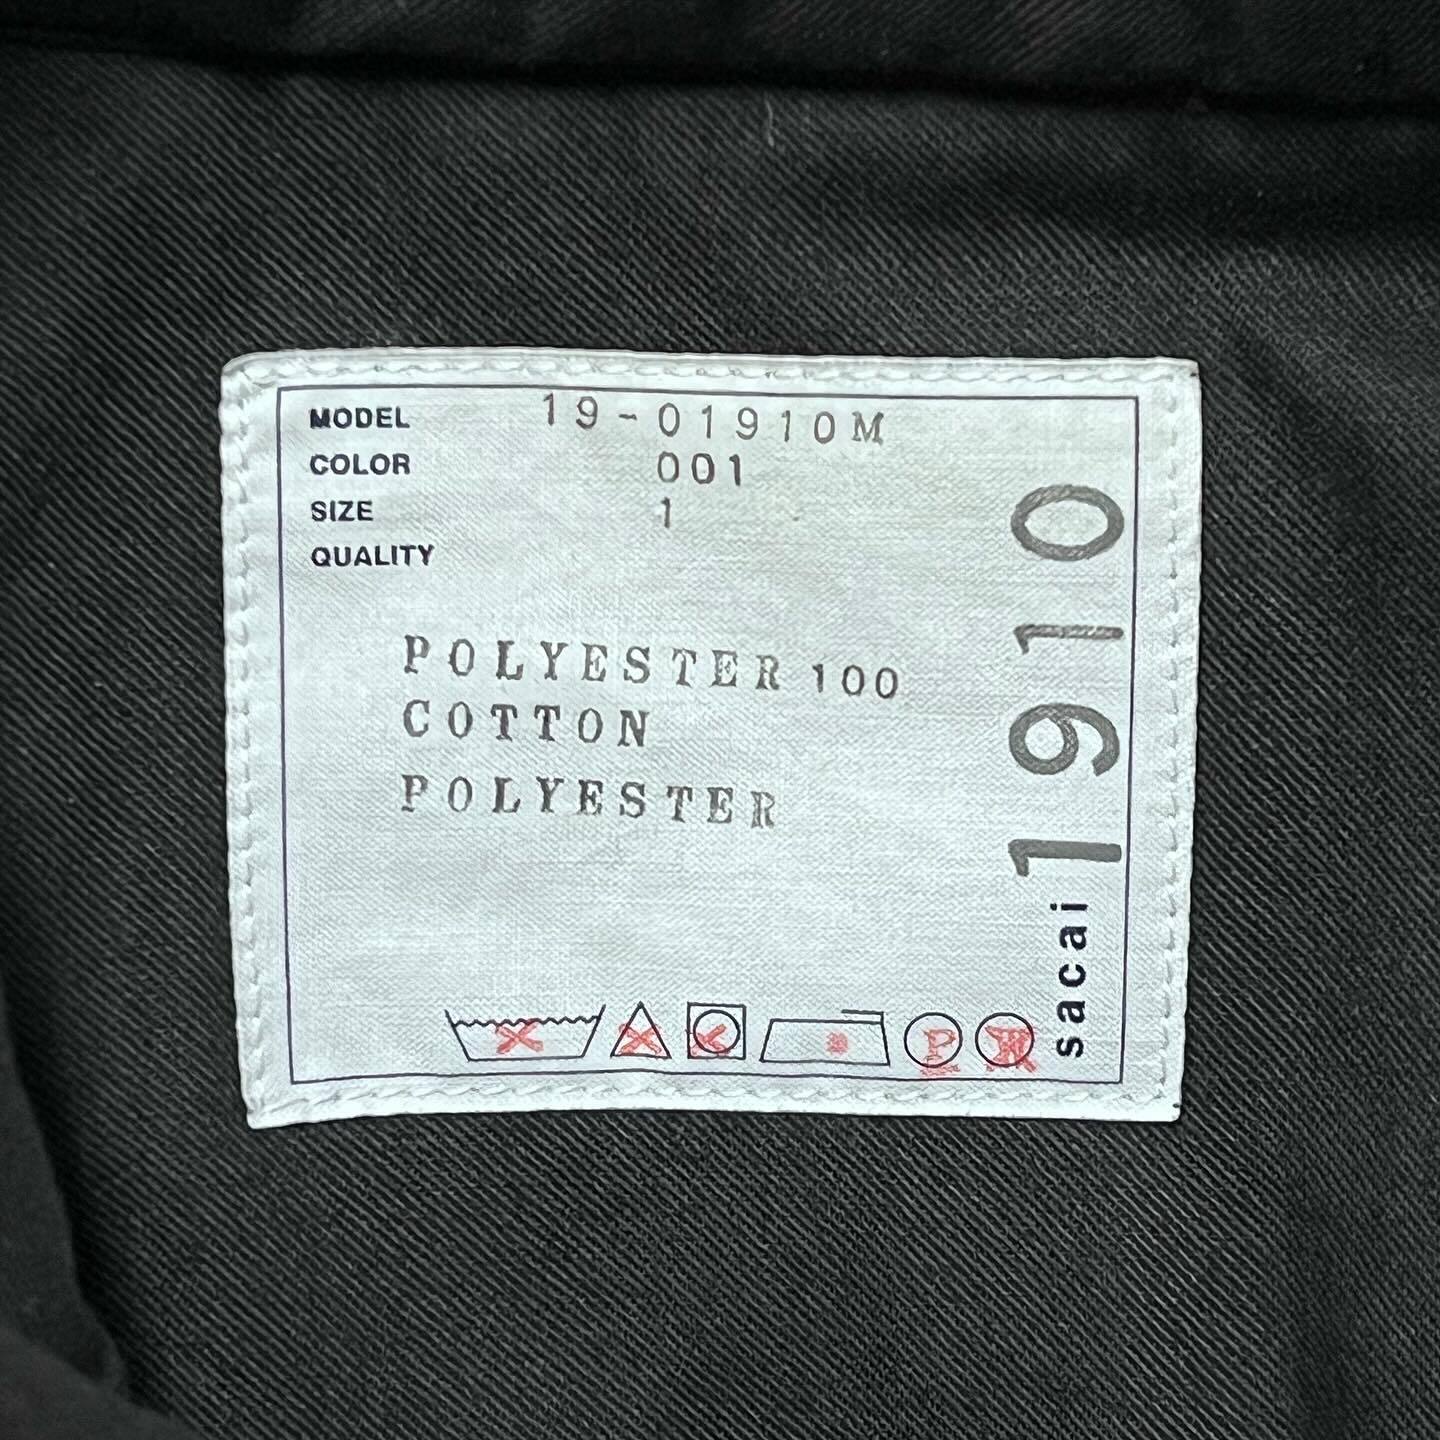 MODEL 19-01910M
COLOR 001
SIZE 1
QUALITY
POLYESTER 100
COTTON
POLYESTER
P W
sacai 1910